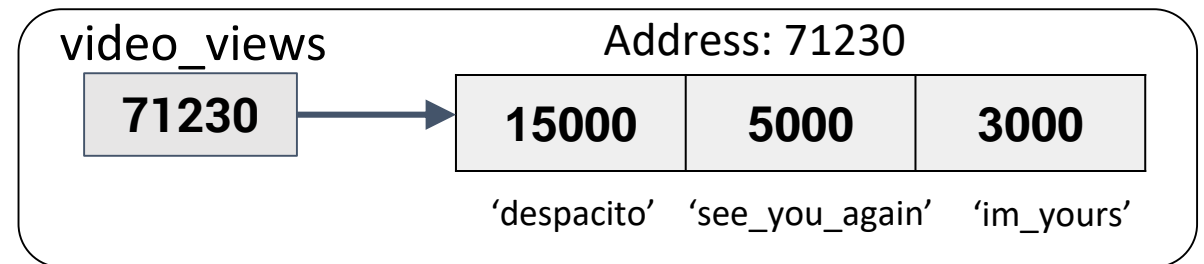 video_views Address: 71230
71230 15000 5000 3000
‘despacito’ ‘see_you_again’ ‘im_yours’